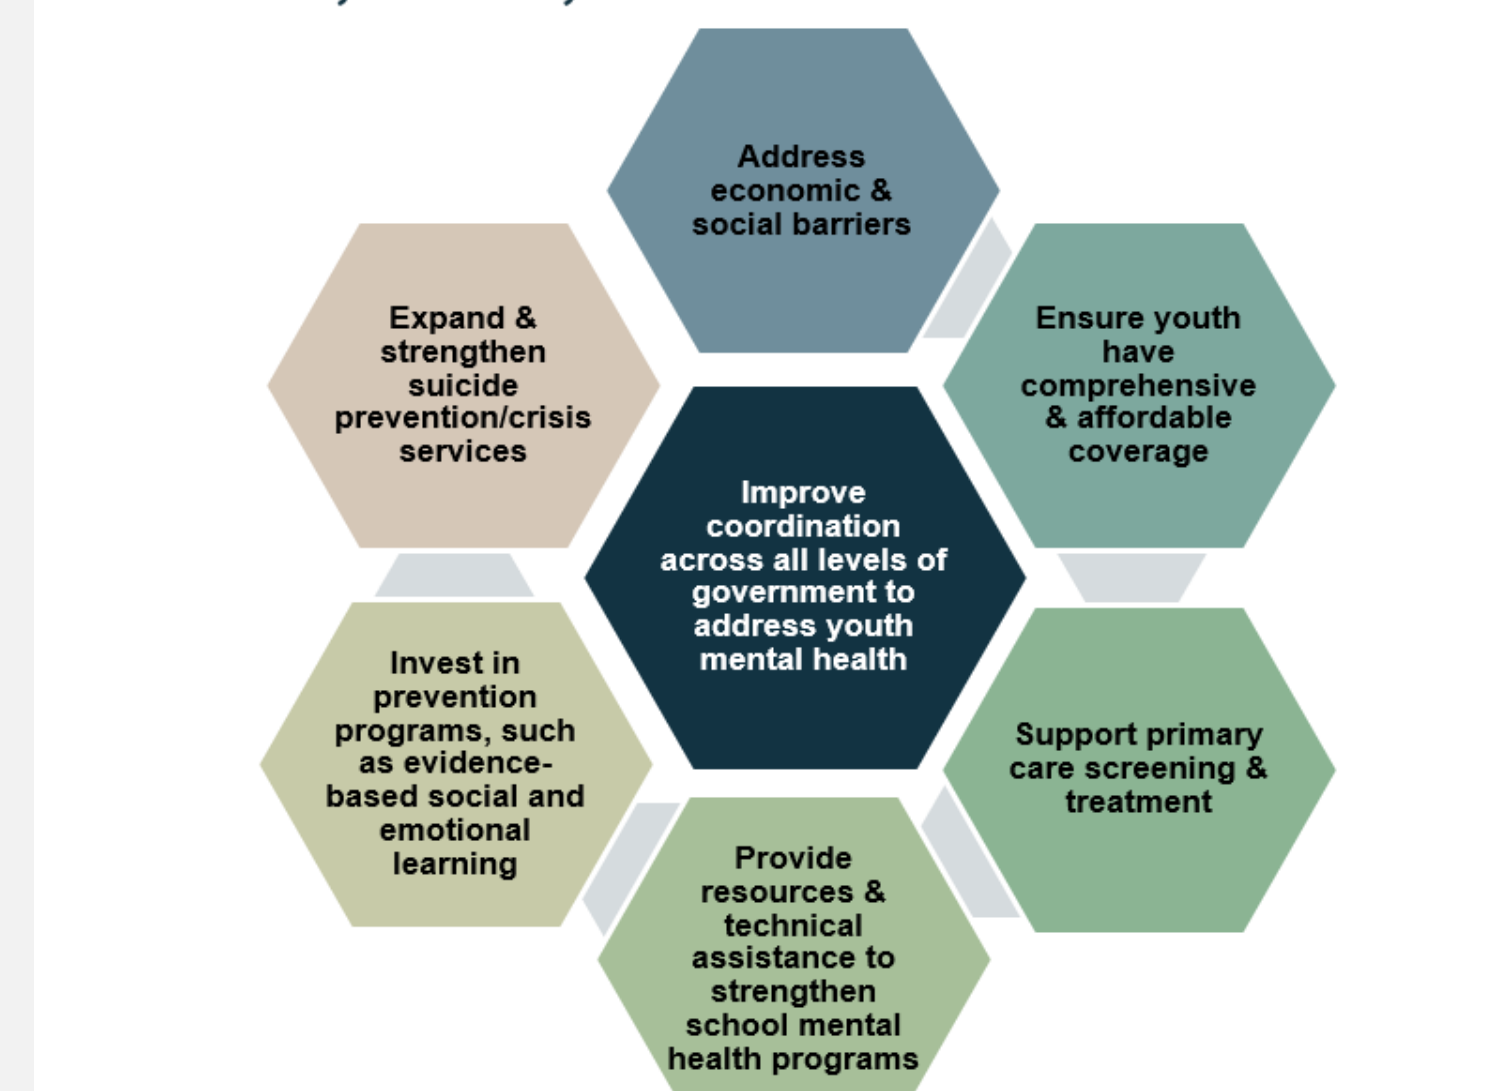 Address
economic &
social barriers
Ensure youth
have
comprehensive
& affordable
coverage
Support primary
care screening &
treatment
Provide
resources &
technical
assistance to
strengthen
school mental
health programs
Invest in
prevention
programs, such
as evidence-
based social and
emotional
learning
Expand &
strengthen
suicide
prevention/crisis
services
Improve
coordination
across all levels of
government to
address youth
mental health